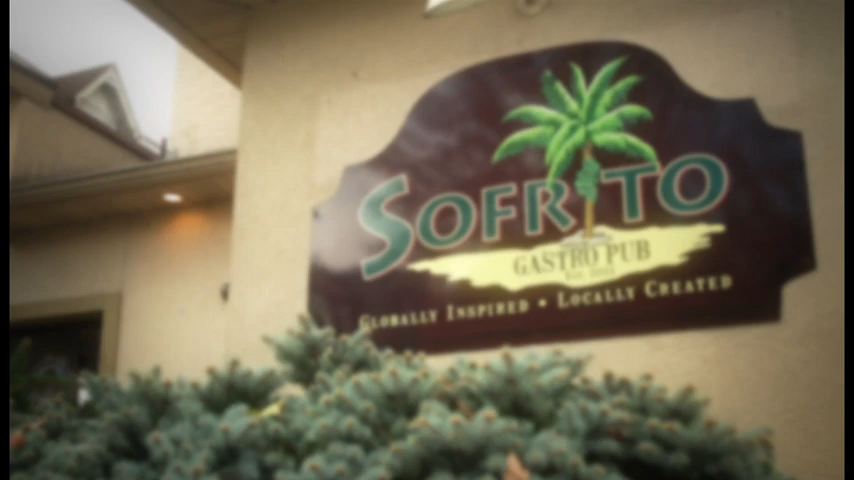 SOFRITO
GASTRO PUB
GLOBALLY INSPIRED • LOCALLY CREATED